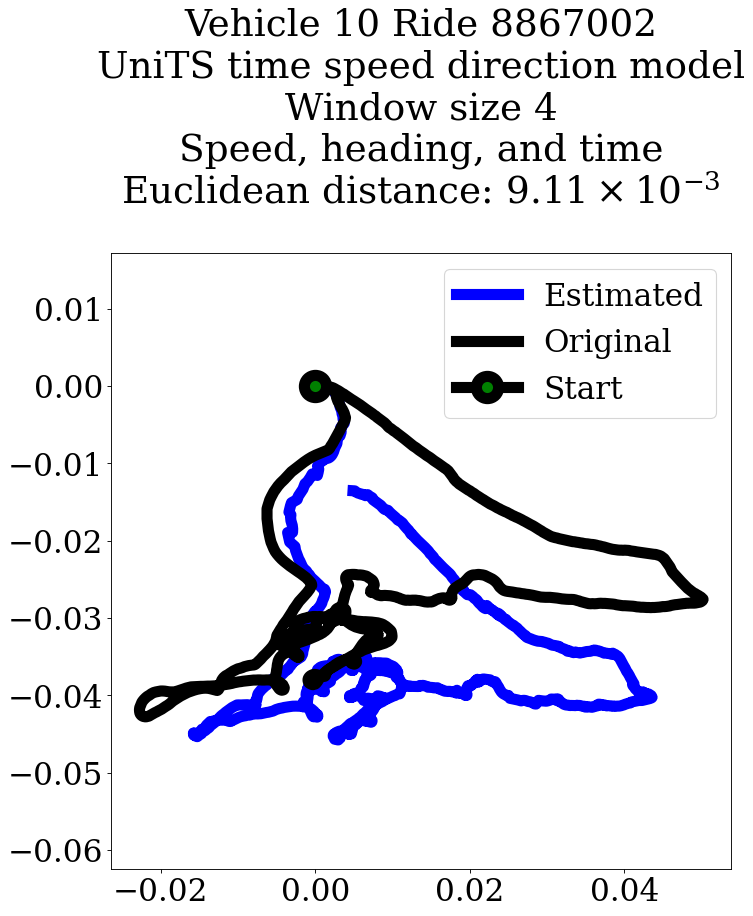 Vehicle 10 Ride 8867002
UniTS time speed direction model
Window size 4
Speed, heading, and time
Euclidean distance: 9.11 × 10⁻³
Estimated
Original
Start
0.01
0.00
−0.01
−0.02
−0.03
−0.04
−0.05
−0.06
−0.02 0.00 0.02 0.04